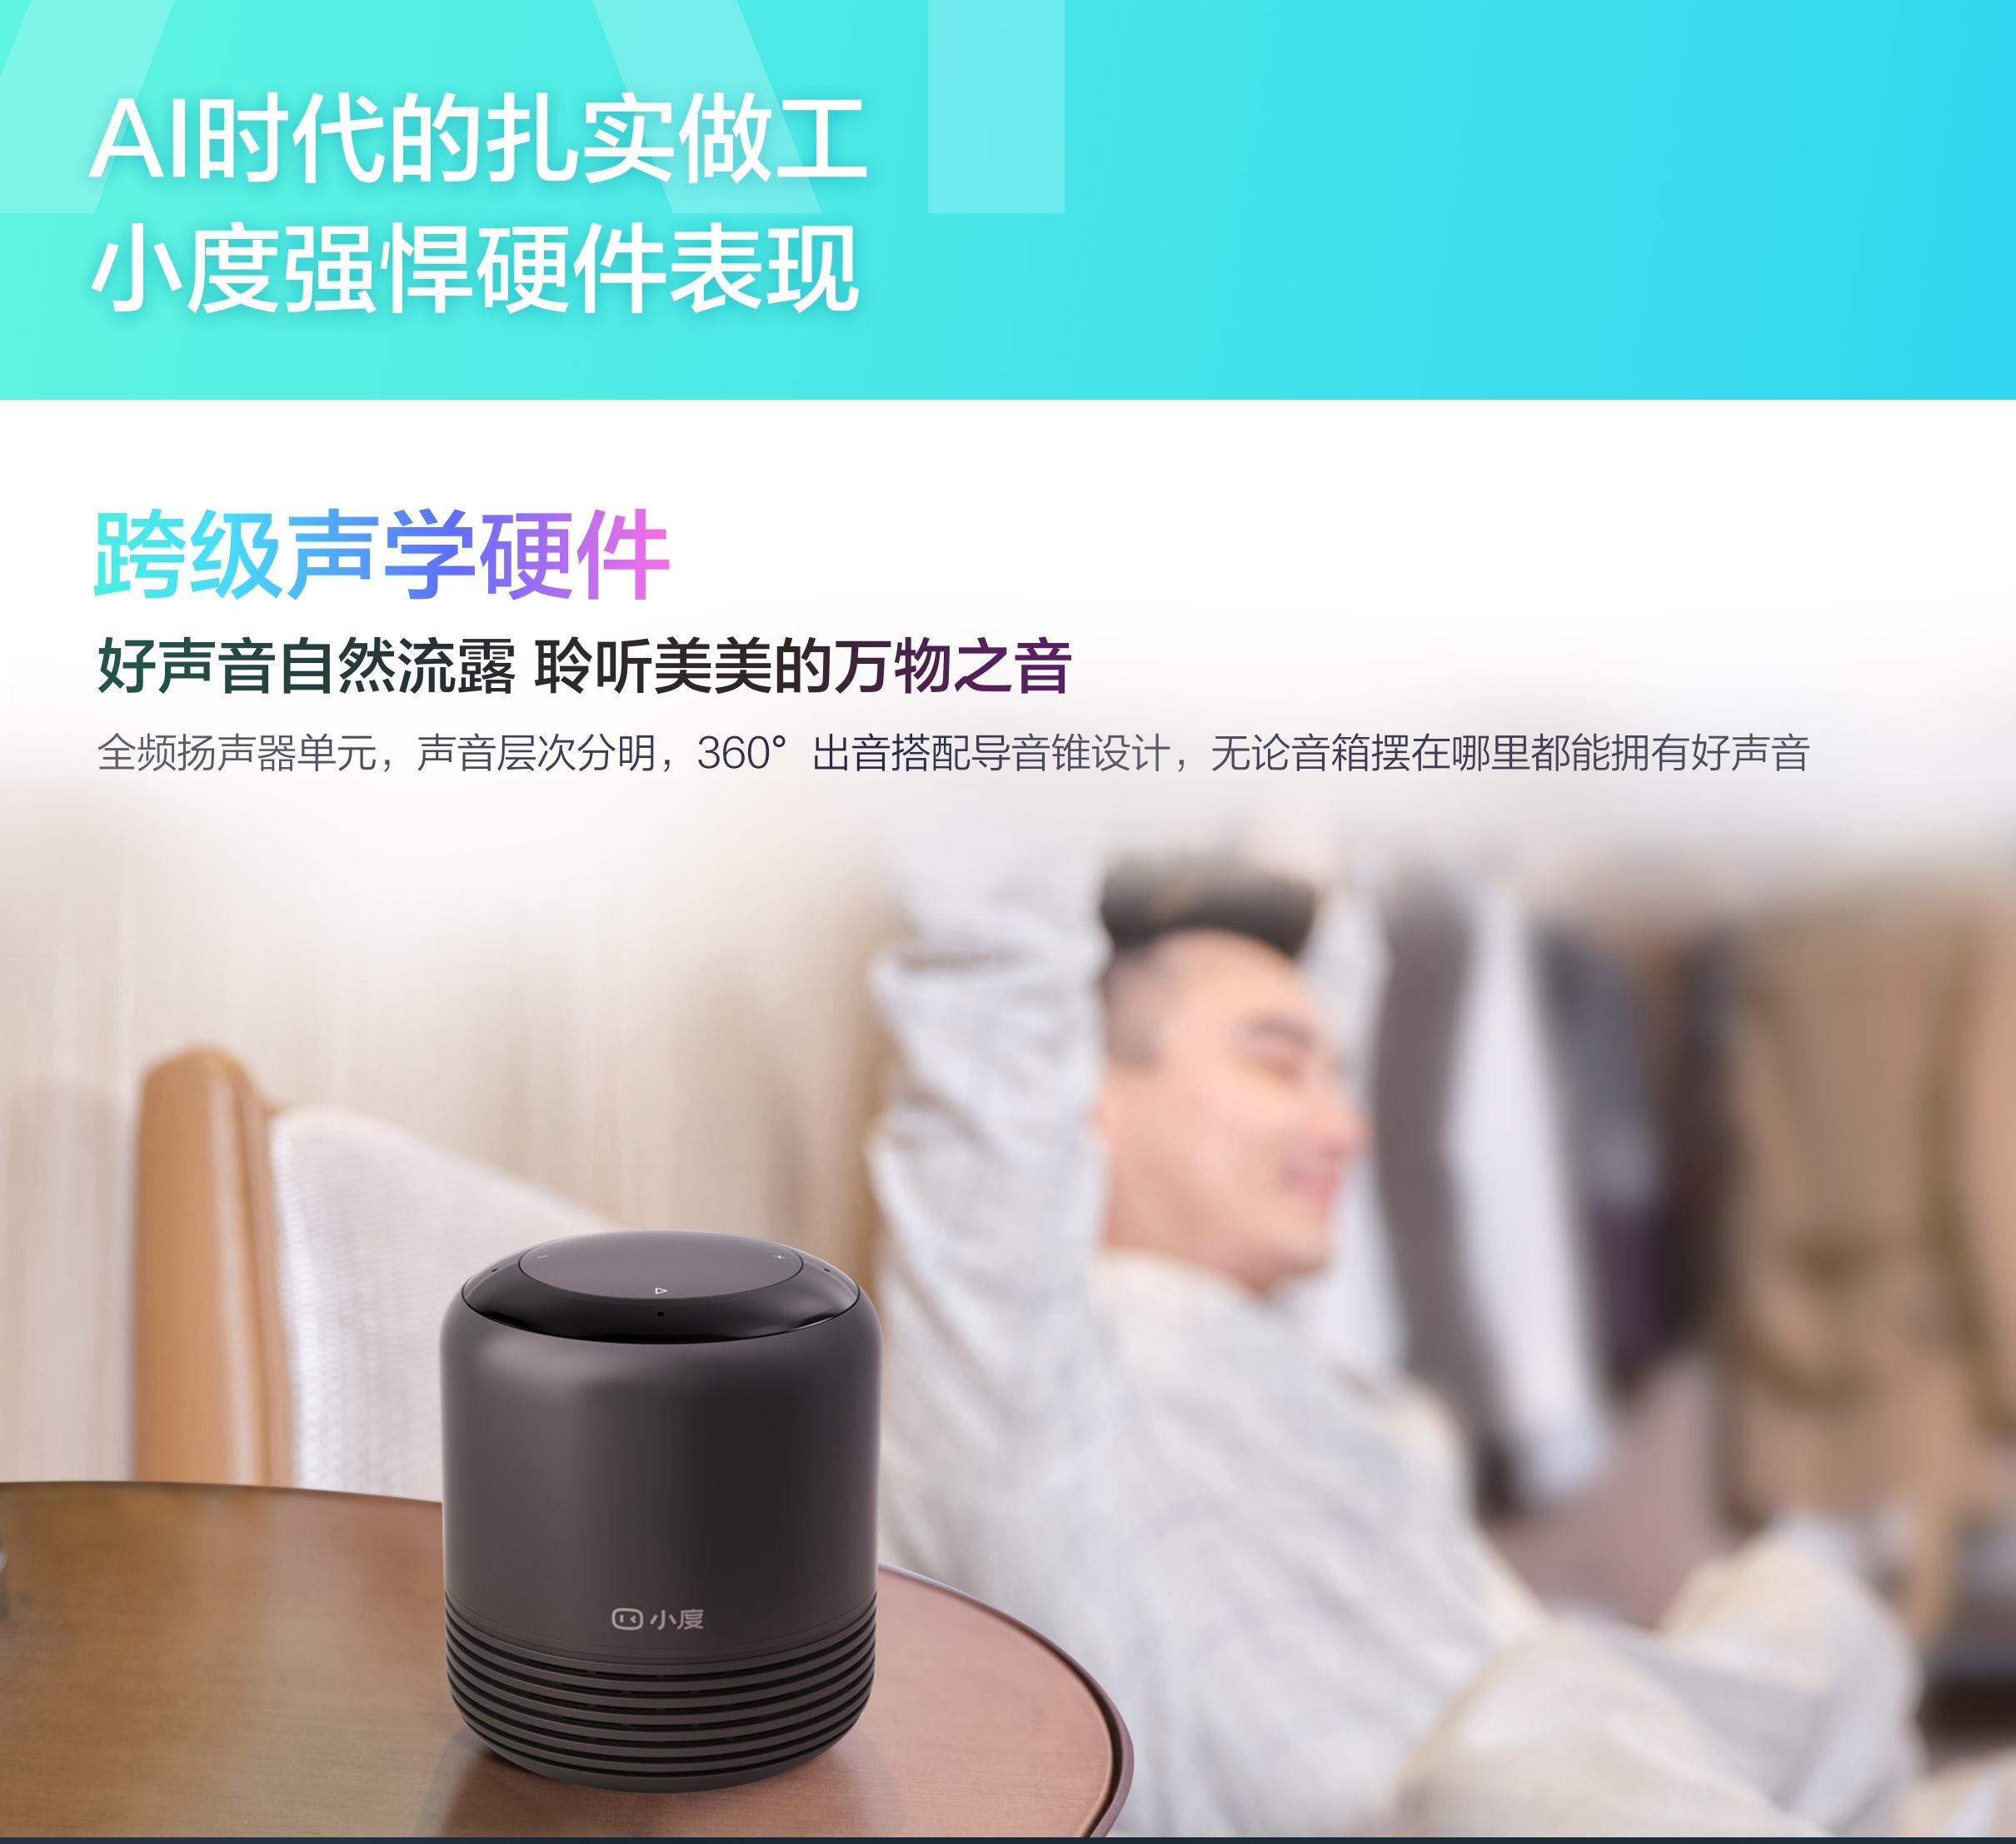 AI时代的扎实做工
小度强悍硬件表现
跨级声学硬件
好声音自然流露 聆听美美的万物之音
全频扬声器单元，声音层次分明，360°出音搭配导音锥设计，无论音箱摆在哪里都能拥有好声音
小度